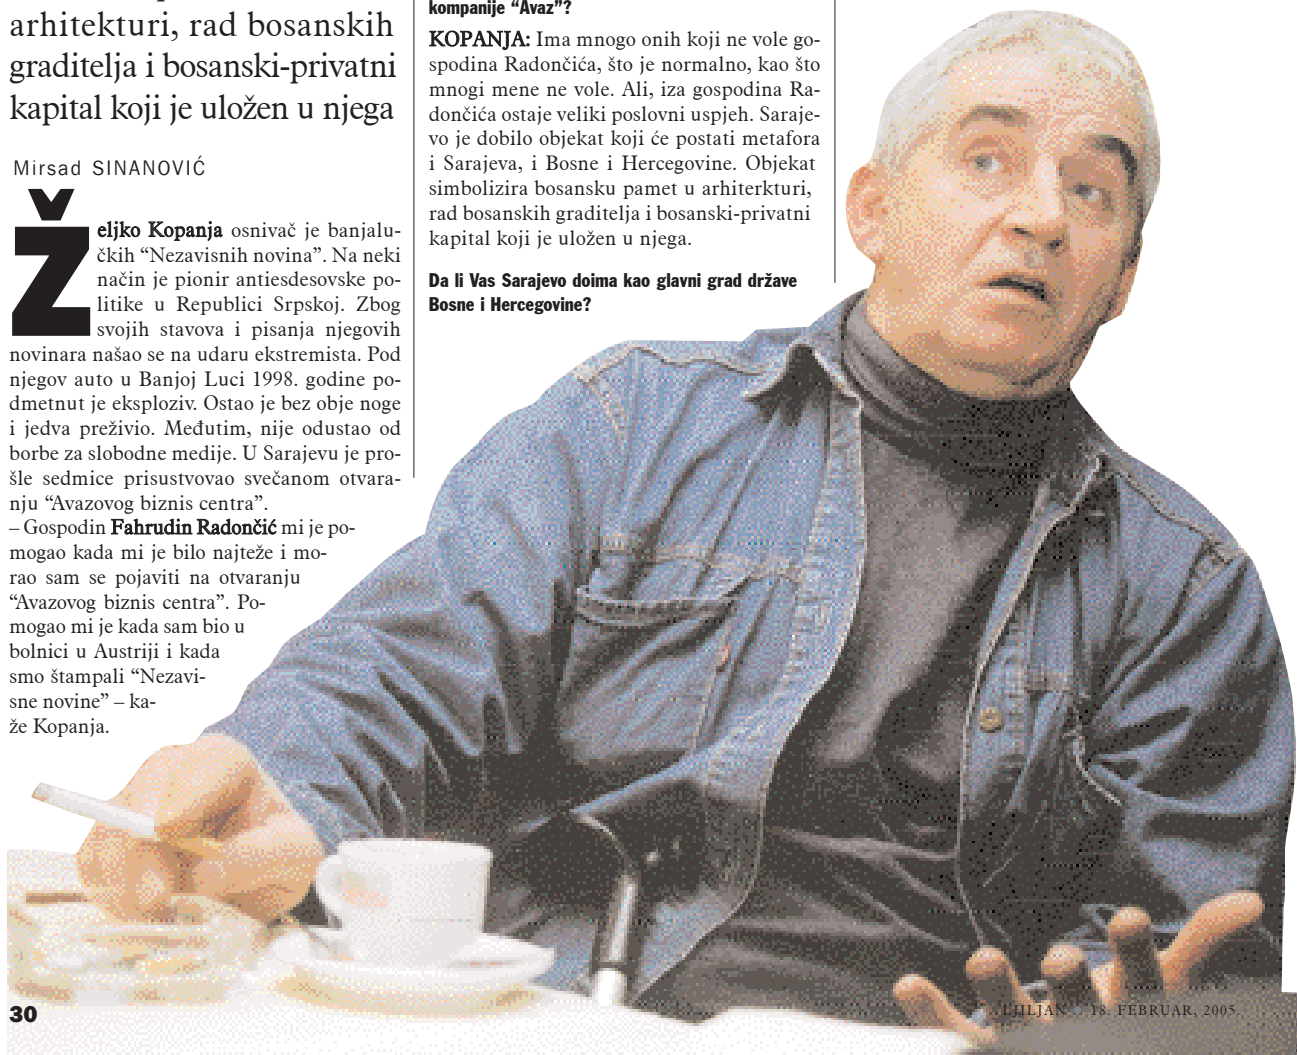 arhitekturi, rad bosanskih
graditelja i bosanski-privatni
kapital koji je uložen u njega
Mirsad SINANOVIĆ
Željko Kopanja osnivač je banjalu-
čkih “Nezavisnih novina”. Na neki
način je pionir antiesdesovske po-
litike u Republici Srpskoj. Zbog
svojih stavova i pisanja njegovih
novinara našao se na udaru ekstremista. Pod
njegov auto u Banjoj Luci 1998. godine po-
dmetnut je eksploziv. Ostao je bez obje noge
i jedva preživio. Međutim, nije odustao od
borbe za slobodne medije. U Sarajevu je pro-
šle sedmice prisustvovao svečanom otvara-
nju “Avazovog biznis centra”.
– Gospodin Fahrudin Radončić mi je po-
mogao kada mi je bilo najteže i mo-
rao sam se pojaviti na otvaranju
“Avazovog biznis centra”. Po-
mogao mi je kada sam bio u
bolnici u Austriji i kada
smo štampali “Nezavi-
sne novine” – ka-
že Kopanja.
kompanije “Avaz”?
KOPANJA: Ima mnogo onih koji ne vole go-
spodina Radončića, što je normalno, kao što
mnogi mene ne vole. Ali, iza gospodina Ra-
dončića ostaje veliki poslovni uspjeh. Saraje-
vo je dobilo objekat koji će postati metafora
i Sarajeva, i Bosne i Hercegovine. Objekat
simbolizira bosansku pamet u arhiterkturi,
rad bosanskih graditelja i bosanski-privatni
kapital koji je uložen u njega.
Da li Vas Sarajevo doima kao glavni grad države
Bosne i Hercegovine?
30
LJILJAN 18. FEBRUAR, 2005.